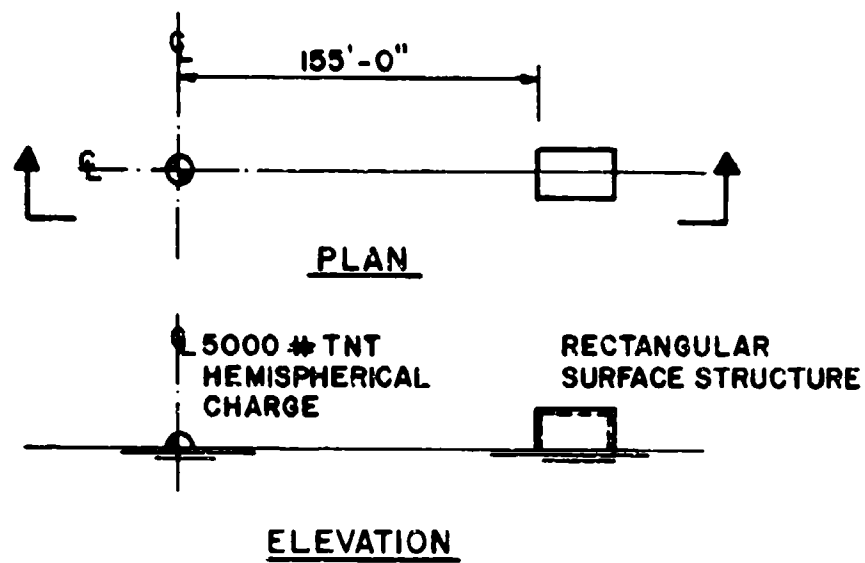 ℄
155'-0"
℄
PLAN
℄ 5000 # TNT
HEMISPHERICAL
CHARGE
RECTANGULAR
SURFACE STRUCTURE
ELEVATION